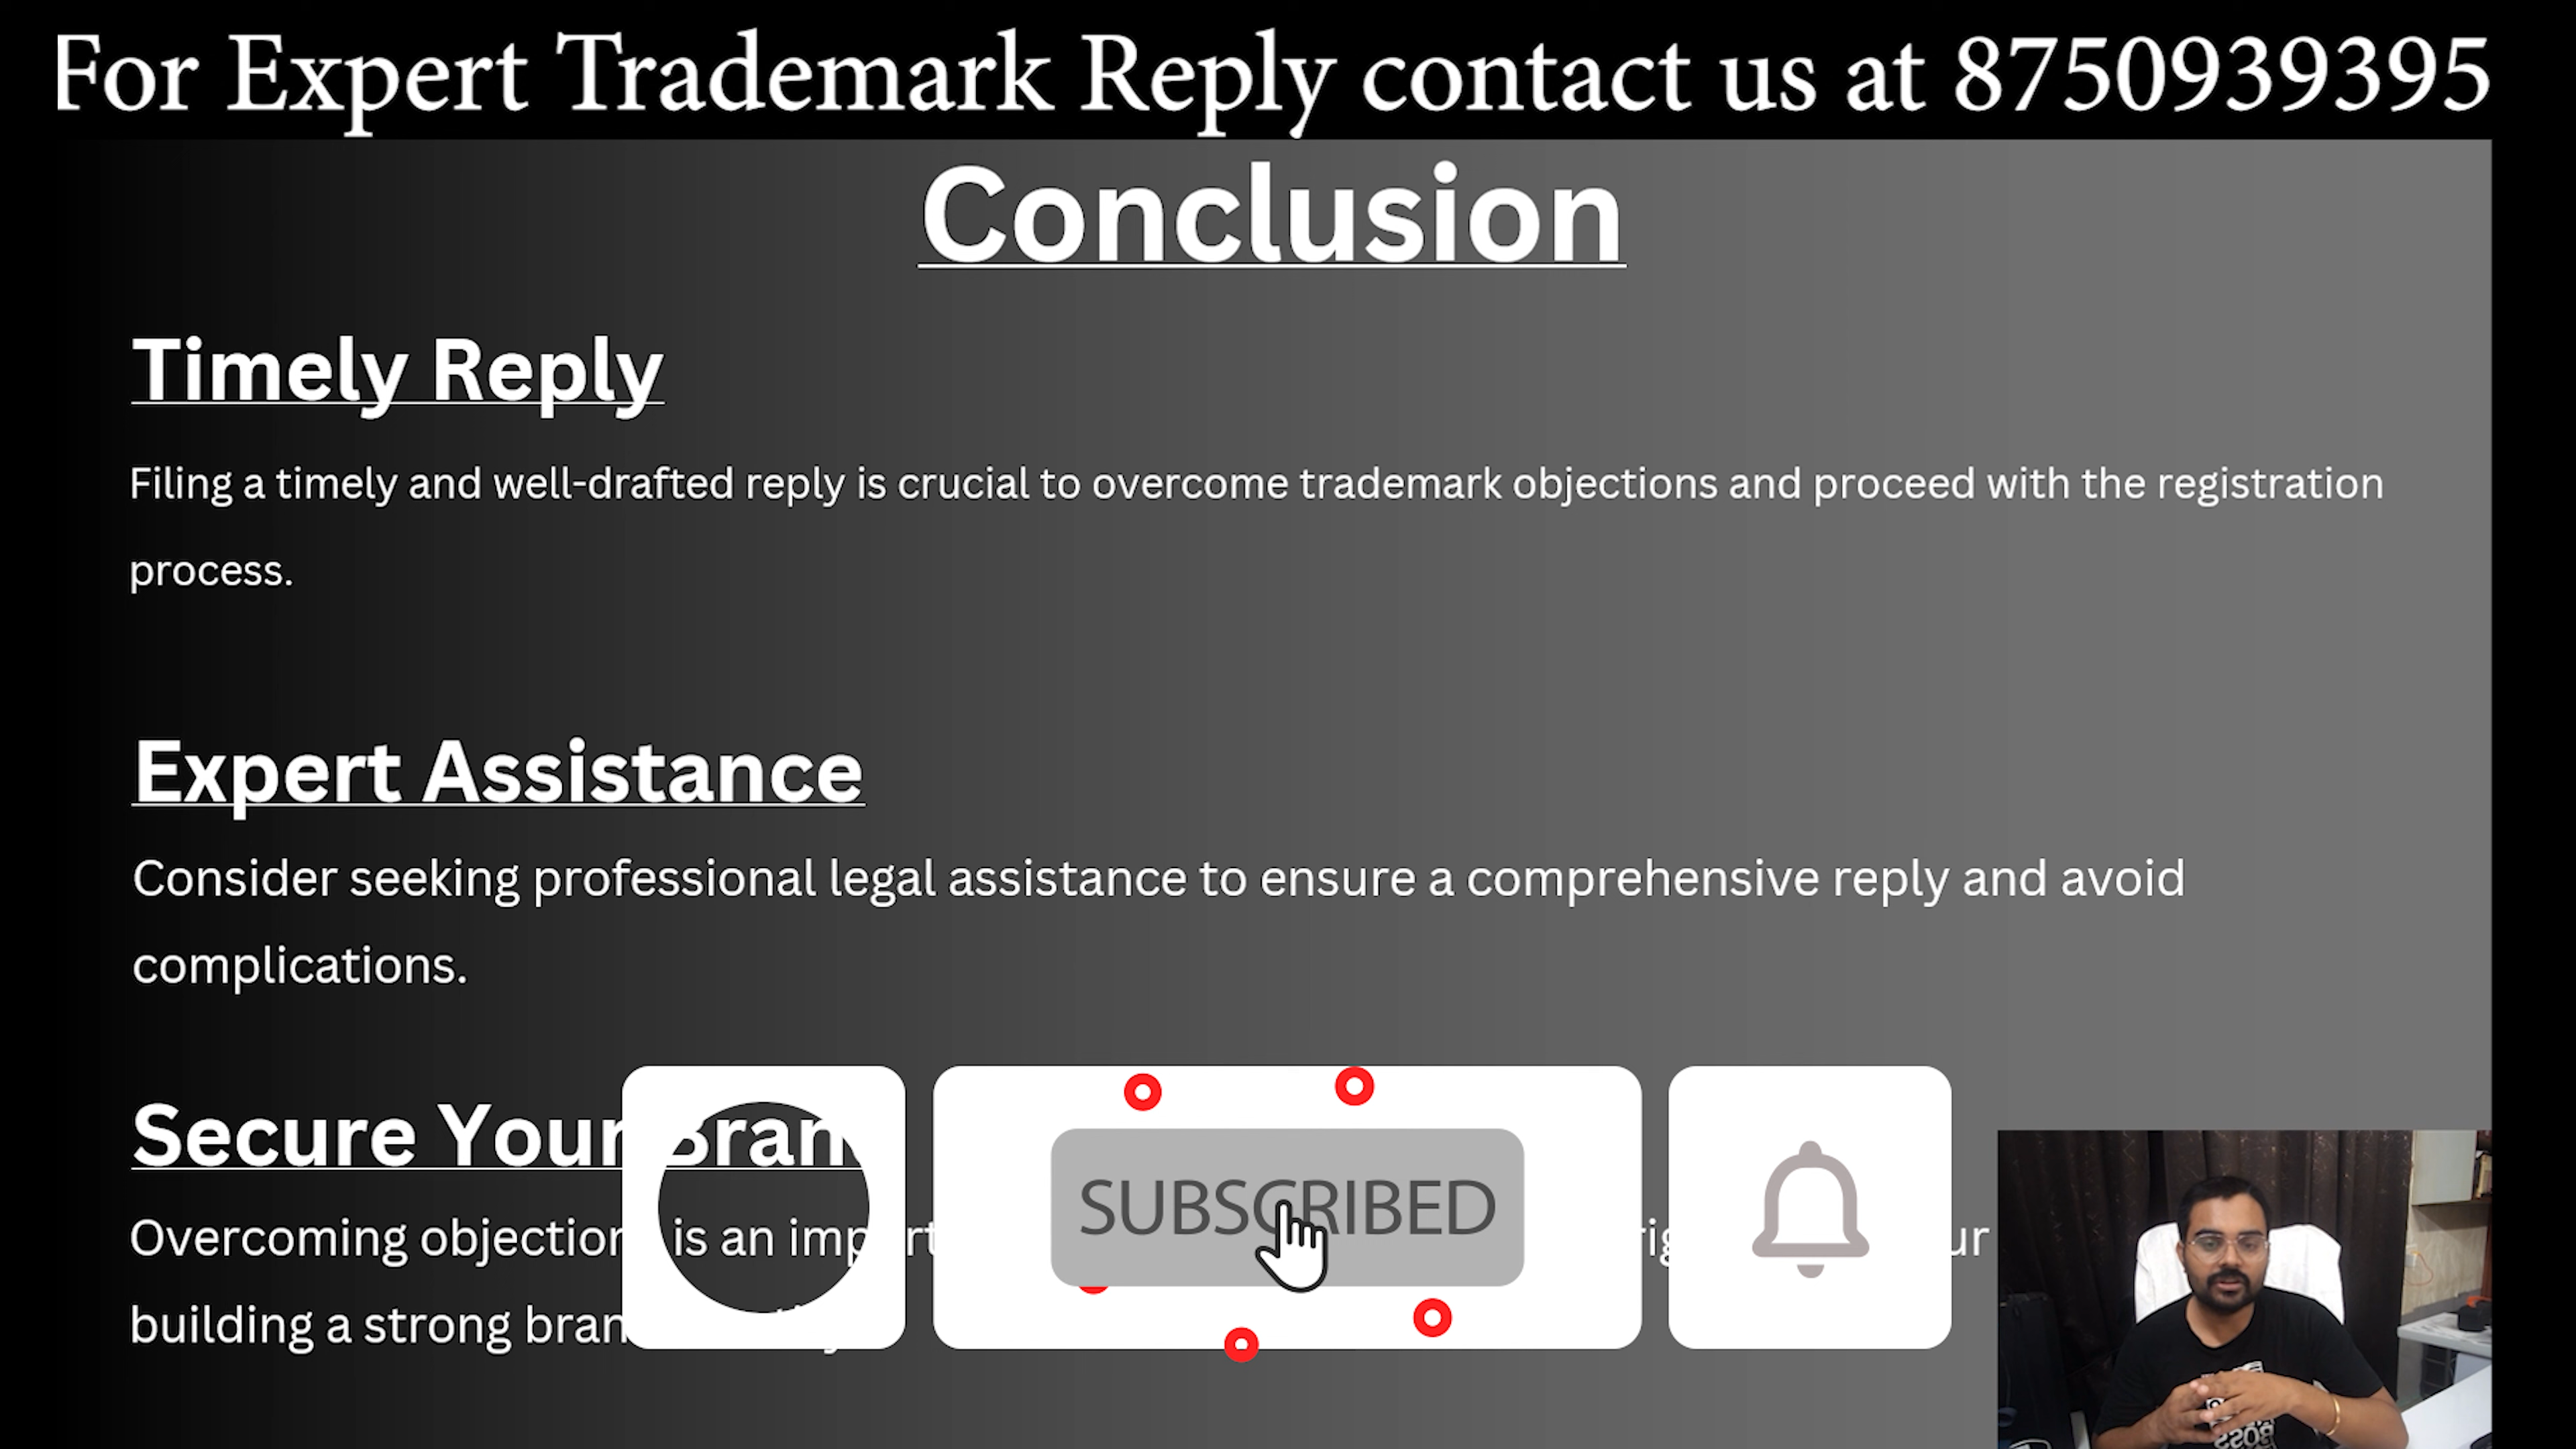 For Expert Trademark Reply contact us at 8750939395
Conclusion
Timely Reply
Filing a timely and well-drafted reply is crucial to overcome trademark objections and proceed with the registration
process.
Expert Assistance
Consider seeking professional legal assistance to ensure a comprehensive reply and avoid
complications.
Secure Your Bran
Overcoming objection is an imp
building a strong bran
SUBSCRIBED